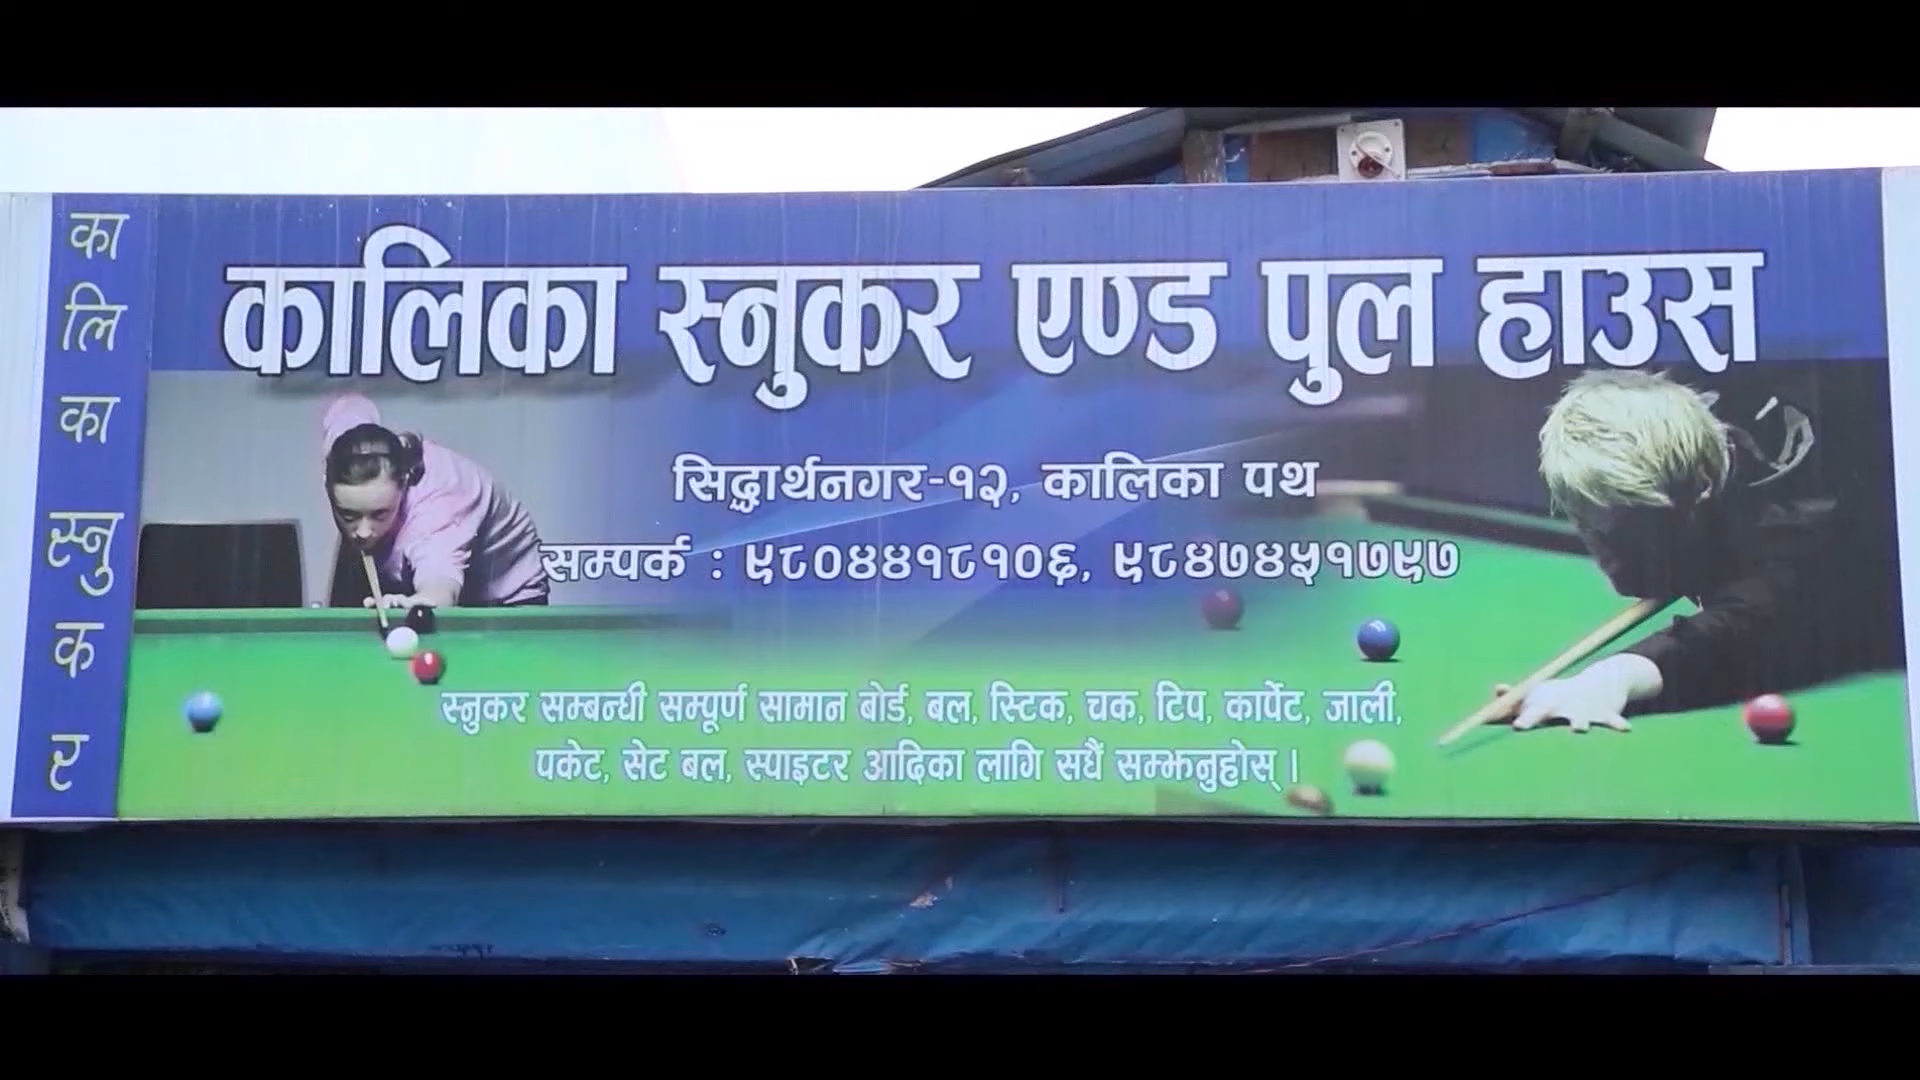 कालिका स्नुकर
कालिका स्नुकर एण्ड पुल हाउस
सिद्धार्थनगर-१२, कालिका पथ
सम्पर्क : ९८०४४१८१०६, ९८४७४५१७९७
स्नुकर सम्बन्धी सम्पूर्ण सामान बोर्ड, बल, स्टिक, चक, टिप, कार्पेट, जाली,
पकेट, सेट बल, स्पाइटर आदिका लागि सधैं सम्झनुहोस् ।